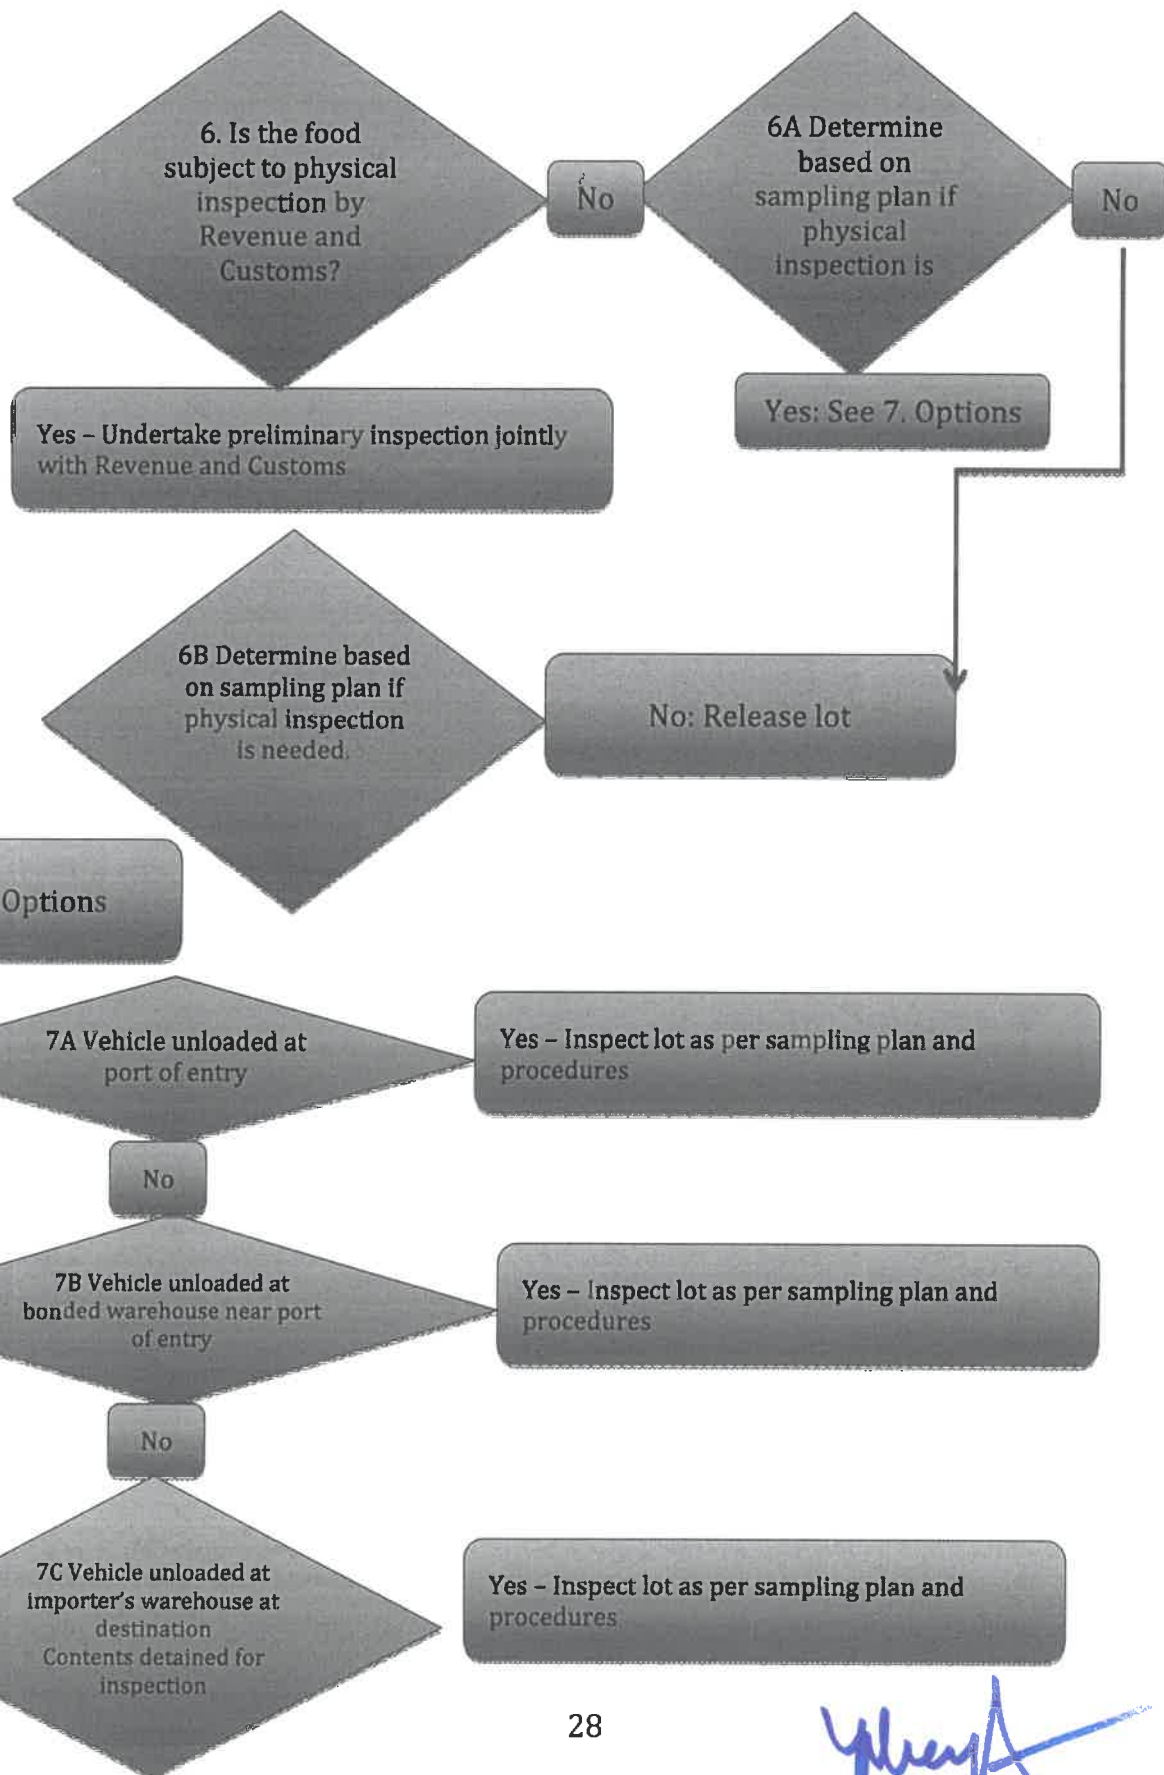 6. Is the food
subject to physical
inspection by
Revenue and
Customs?
No
6A Determine
based on
sampling plan if
physical
inspection is
No
Yes – Undertake preliminary inspection jointly
with Revenue and Customs
Yes: See 7. Options
6B Determine based
on sampling plan if
physical inspection
is needed.
No: Release lot
Options
7A Vehicle unloaded at
port of entry
Yes – Inspect lot as per sampling plan and
procedures
No
7B Vehicle unloaded at
bonded warehouse near port
of entry
Yes – Inspect lot as per sampling plan and
procedures
No
7C Vehicle unloaded at
importer's warehouse at
destination
Contents detained for
inspection
Yes – Inspect lot as per sampling plan and
procedures
28